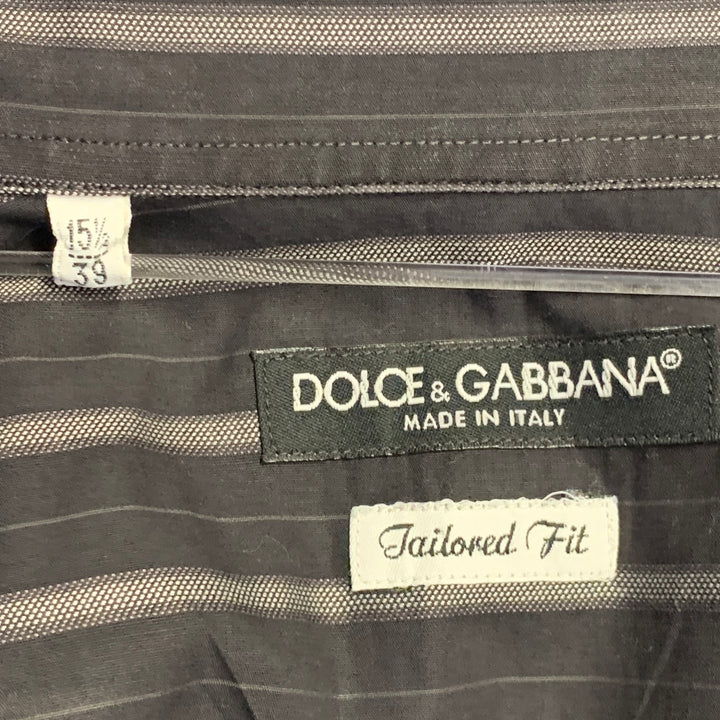 15½
39
DOLCE & GABBANA®
MADE IN ITALY
Tailored Fit